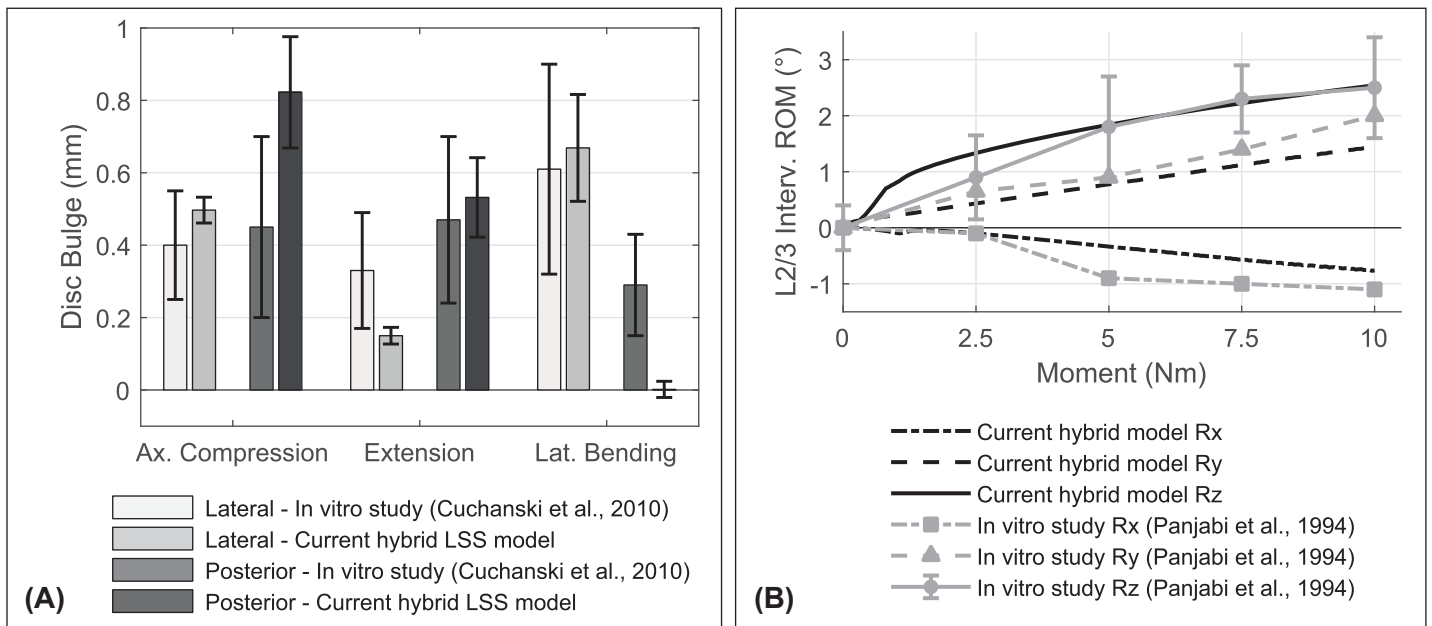 1
0.8
0.6
0.4
0.2
0
Disc Bulge (mm)
Ax. Compression
Extension
Lat. Bending
Lateral - In vitro study (Cuchanski et al., 2010)
Lateral - Current hybrid LSS model
Posterior - In vitro study (Cuchanski et al., 2010)
Posterior - Current hybrid LSS model
(A)
3
2
1
0
-1
L2/3 Interv. ROM (°)
0
2.5
5
7.5
10
Moment (Nm)
Current hybrid model Rx
Current hybrid model Ry
Current hybrid model Rz
In vitro study Rx (Panjabi et al., 1994)
In vitro study Ry (Panjabi et al., 1994)
In vitro study Rz (Panjabi et al., 1994)
(B)